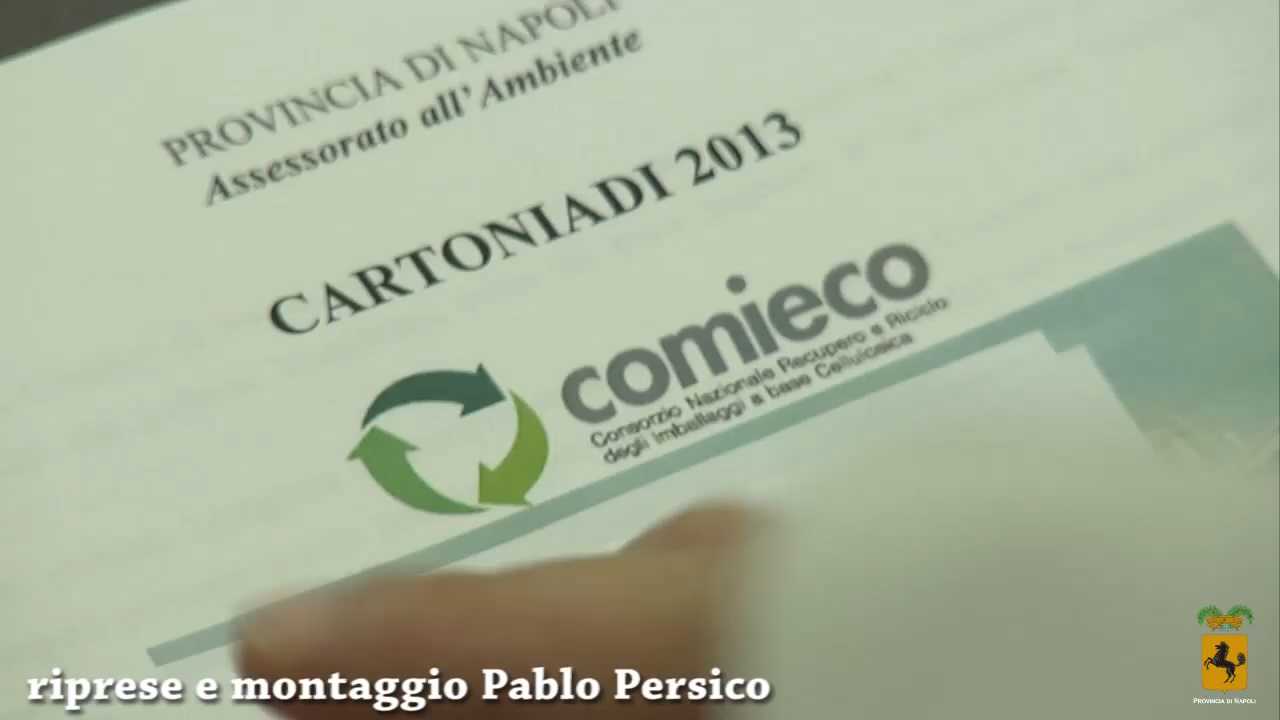 PROVINCIA DI NAPOLI
Assessorato all'Ambiente
CARTONIADI 2013
comieco
Consorzio Nazionale Recupero e Riciclo
degli Imballaggi a base Cellulosica
riprese e montaggio Pablo Persico
PROVINCIA DI NAPOLI